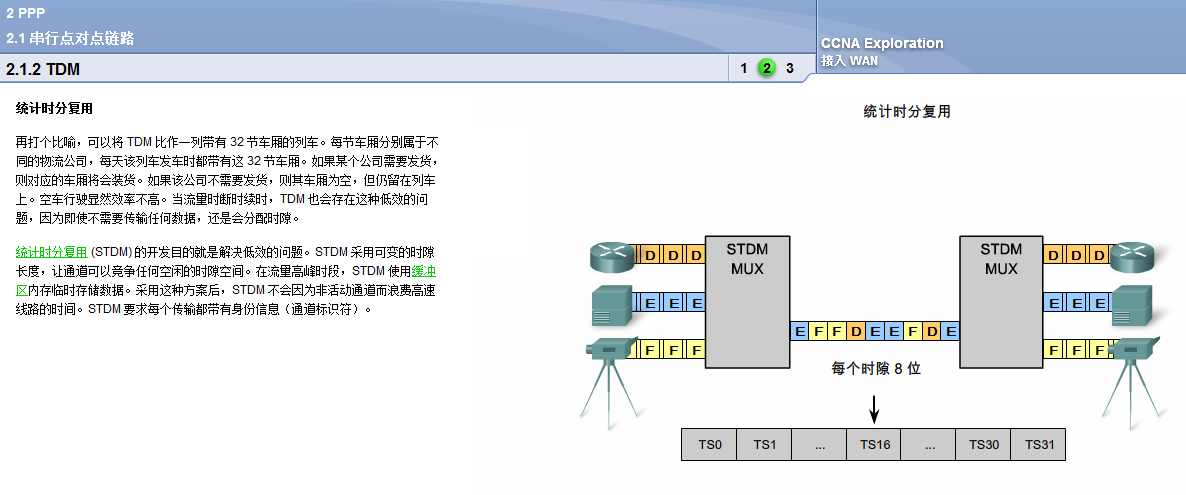 2 PPP
2.1 串行点对点链路
CCNA Exploration
接入 WAN
2.1.2 TDM
1 2 3
统计时分复用
再打个比喻，可以将 TDM 比作一列带有 32 节车厢的列车。每节车厢分别属于不
同的物流公司，每天该列车发车时都带有这 32 节车厢。如果某个公司需要发货，
则对应的车厢将会装货。如果该公司不需要发货，则其车厢为空，但仍留在列车
上。空车行驶显然效率不高。当流量时断时续时，TDM 也会存在这种低效的问
题，因为即使不需要传输任何数据，还是会分配时隙。
统计时分复用 (STDM) 的开发目的就是解决低效的问题。STDM 采用可变的时隙
长度，让通道可以竞争任何空闲的时隙空间。在流量高峰时段，STDM 使用缓冲
区内存临时存储数据。采用这种方案后，STDM 不会因为非活动通道而浪费高速
线路的时间。STDM 要求每个传输都带有身份信息（通道标识符）。
统计时分复用
D D D
STDM
MUX
STDM
MUX
D D D
E E E
E E E
E F F D E E F D E
F F F
F F F
每个时隙 8 位
TS0 TS1 ... TS16 ... TS30 TS31